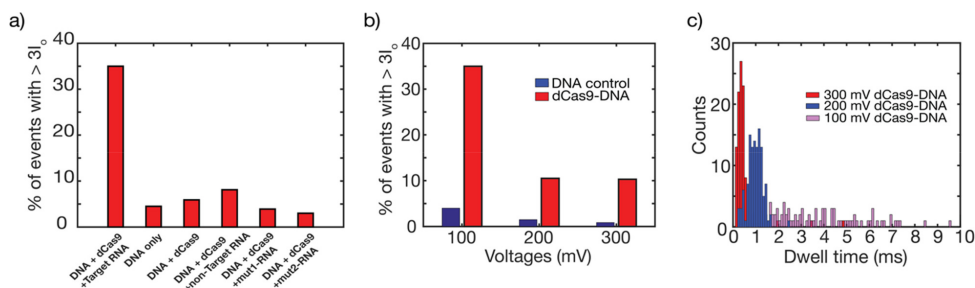 a)
% of events with > 3Iₒ
40
30
20
10
0
DNA + dCas9
+Target RNA
DNA only
DNA + dCas9
DNA + dCas9
+non-Target RNA
DNA + dCas9
+mut1-RNA
DNA + dCas9
+mut2-RNA
b)
% of events with > 3Iₒ
40
30
20
10
0
DNA control
dCas9-DNA
100 200 300
Voltages (mV)
c)
Counts
30
20
10
0
300 mV dCas9-DNA
200 mV dCas9-DNA
100 mV dCas9-DNA
0 1 2 3 4 5 6 7 8 9 10
Dwell time (ms)